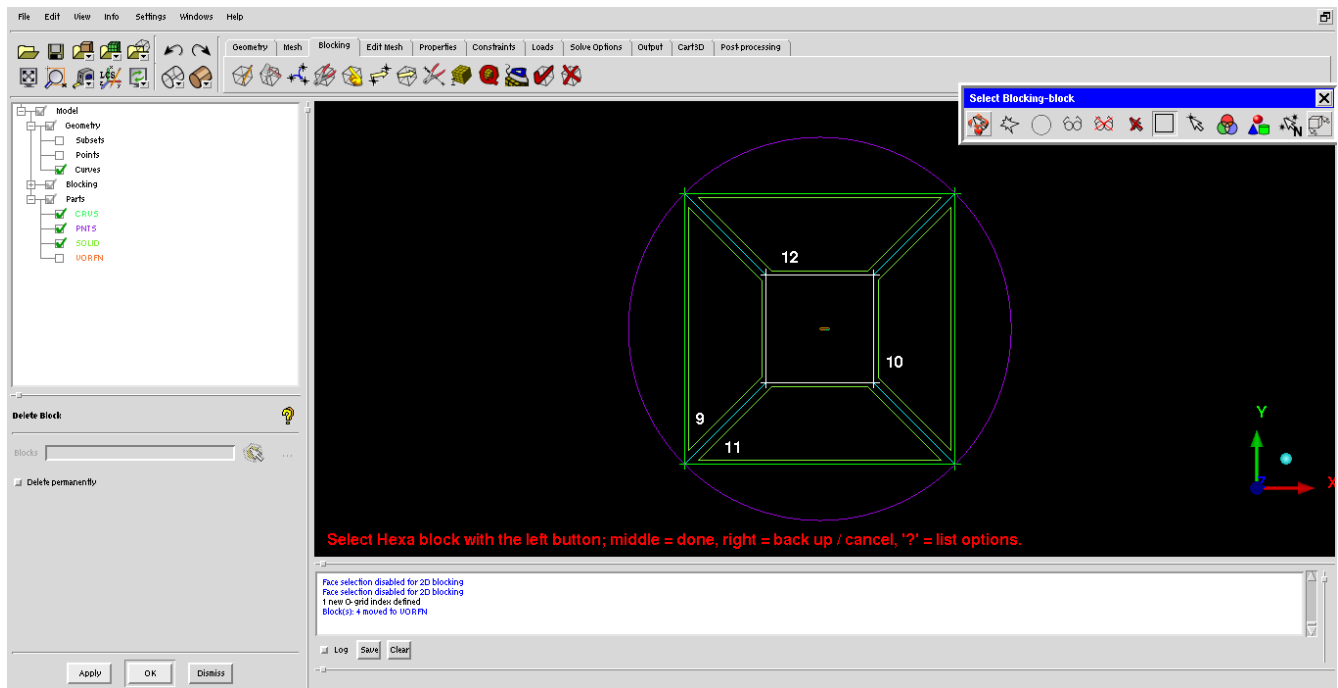 File Edit View Info Settings Windows Help
Geometry Mesh Blocking Edit Mesh Properties Constraints Loads Solve Options Output Cart3D Post-processing
LCS
Select Blocking-block
N
Model
Geometry
Subsets
Points
Curves
Blocking
Parts
CRVS
PNTS
SOLID
VORFN
12
10
9
11
Y
X
Delete Block
?
Blocks
...
Delete permanently
Select Hexa block with the left button; middle = done, right = back up / cancel, '?' = list options.
Face selection disabled for 2D blocking
Face selection disabled for 2D blocking
1 new O-grid index defined
Block(s): 4 moved to VORFN
Log Save Clear
Apply OK Dismiss